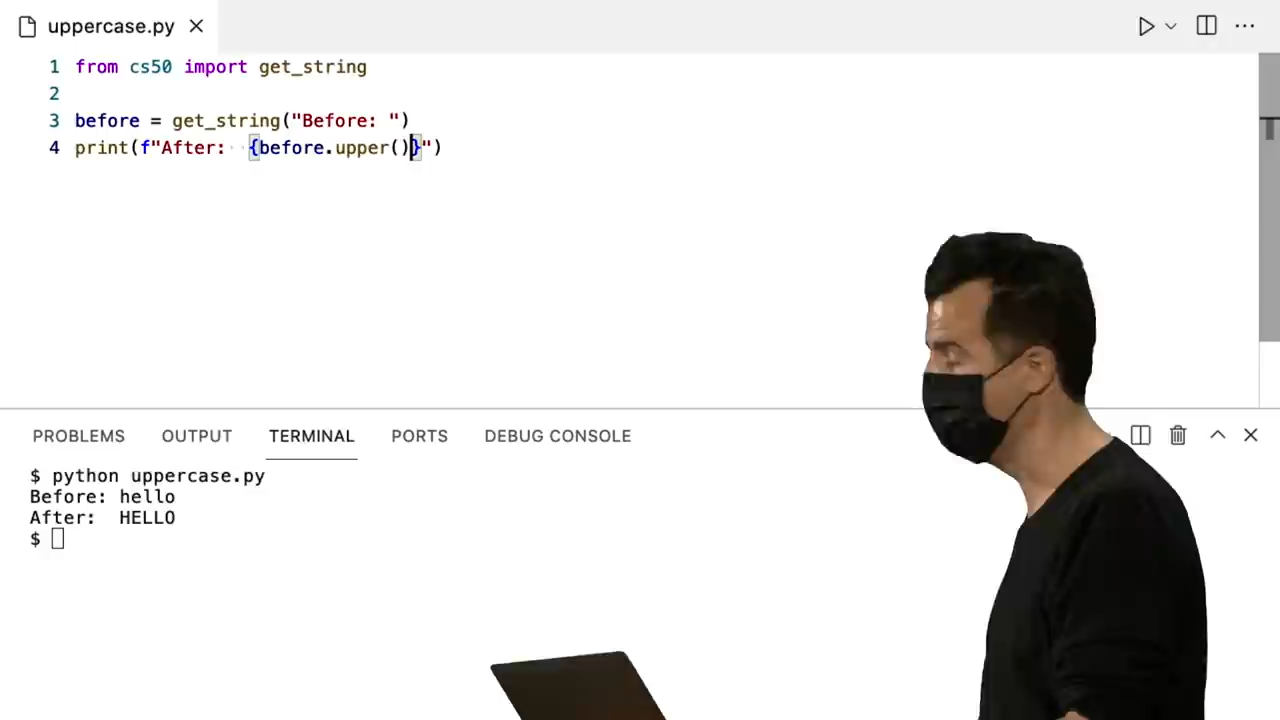 uppercase.py
1 from cs50 import get_string
2
3 before = get_string("Before: ")
4 print(f"After:  {before.upper()}")
PROBLEMS OUTPUT TERMINAL PORTS DEBUG CONSOLE
$ python uppercase.py
Before: hello
After:  HELLO
$